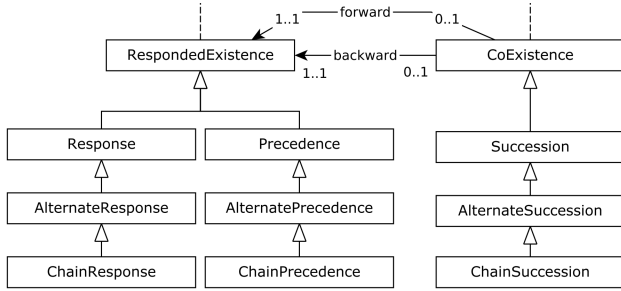 forward
1..1 0..1
RespondedExistence backward CoExistence
1..1 0..1
Response Precedence Succession
AlternateResponse AlternatePrecedence AlternateSuccession
ChainResponse ChainPrecedence ChainSuccession